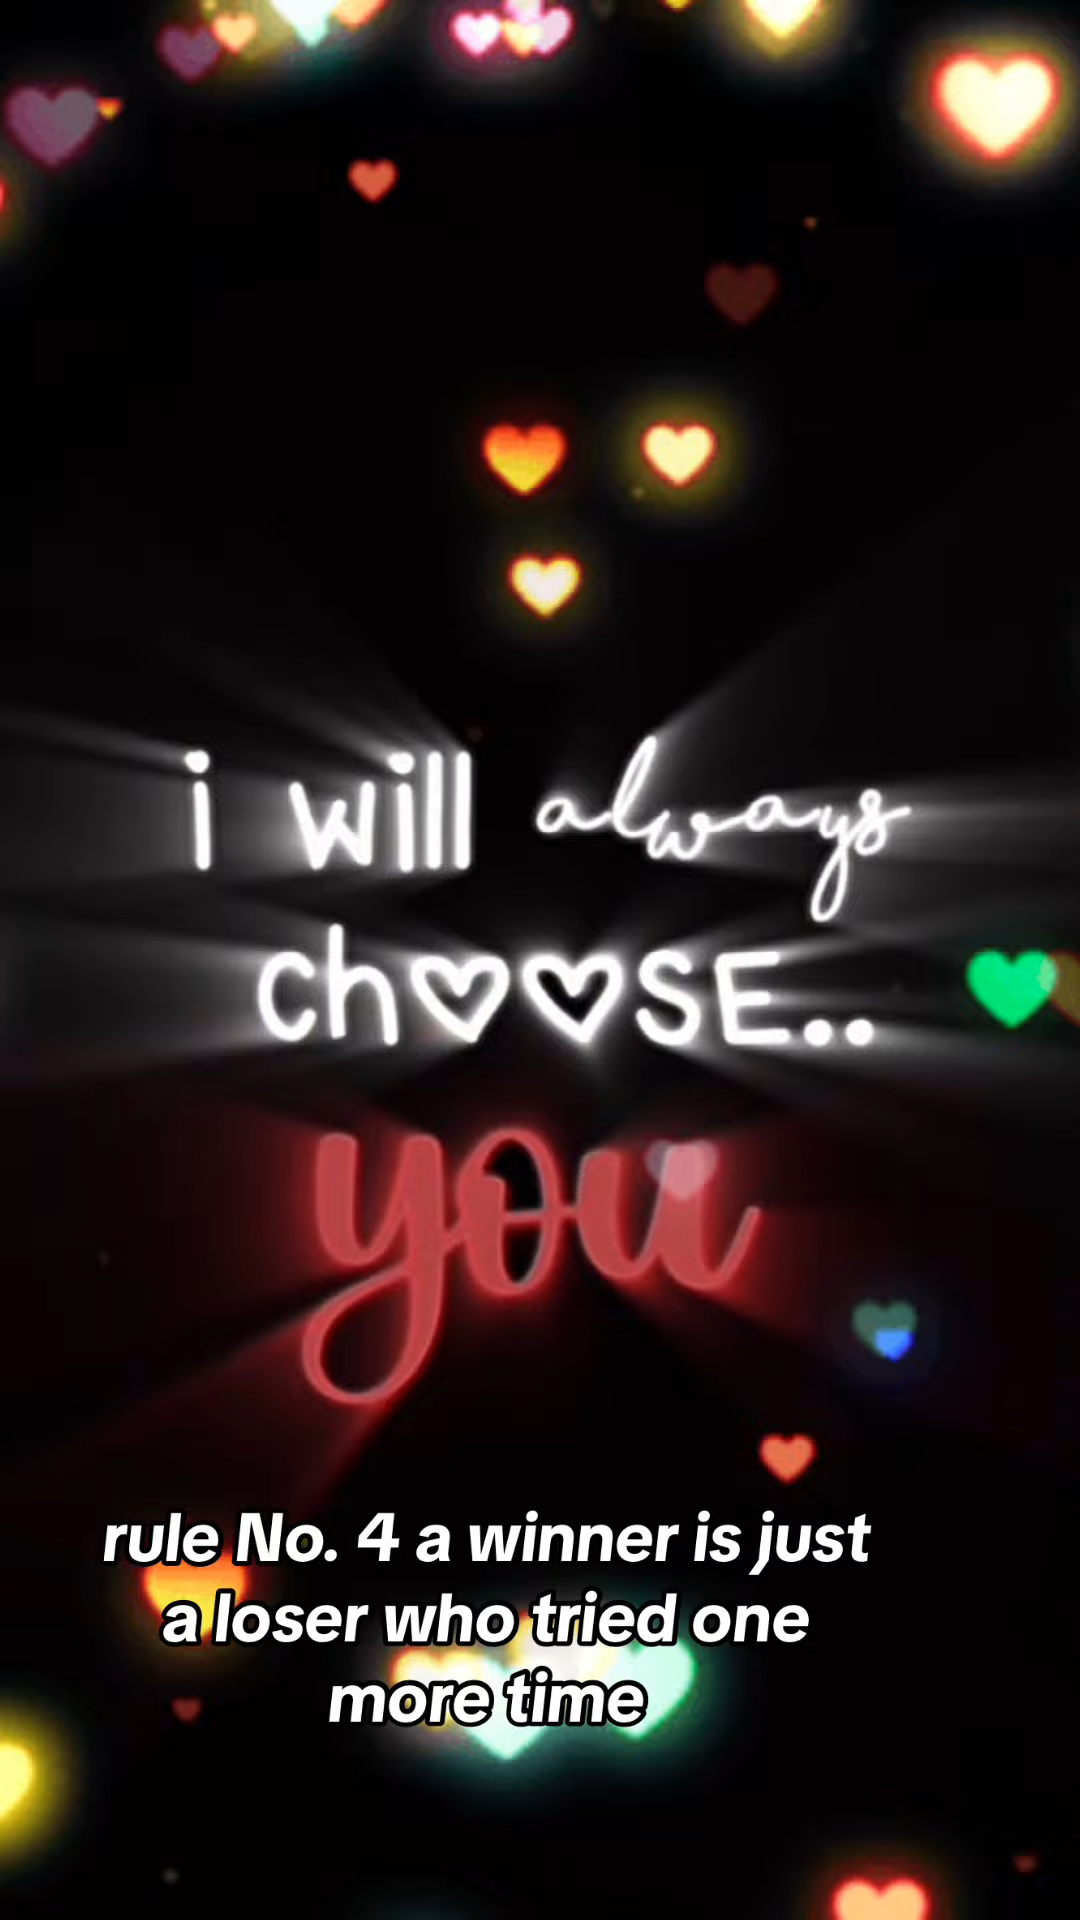 i will always
choose..
you
rule No. 4 a winner is just
a loser who tried one
more time